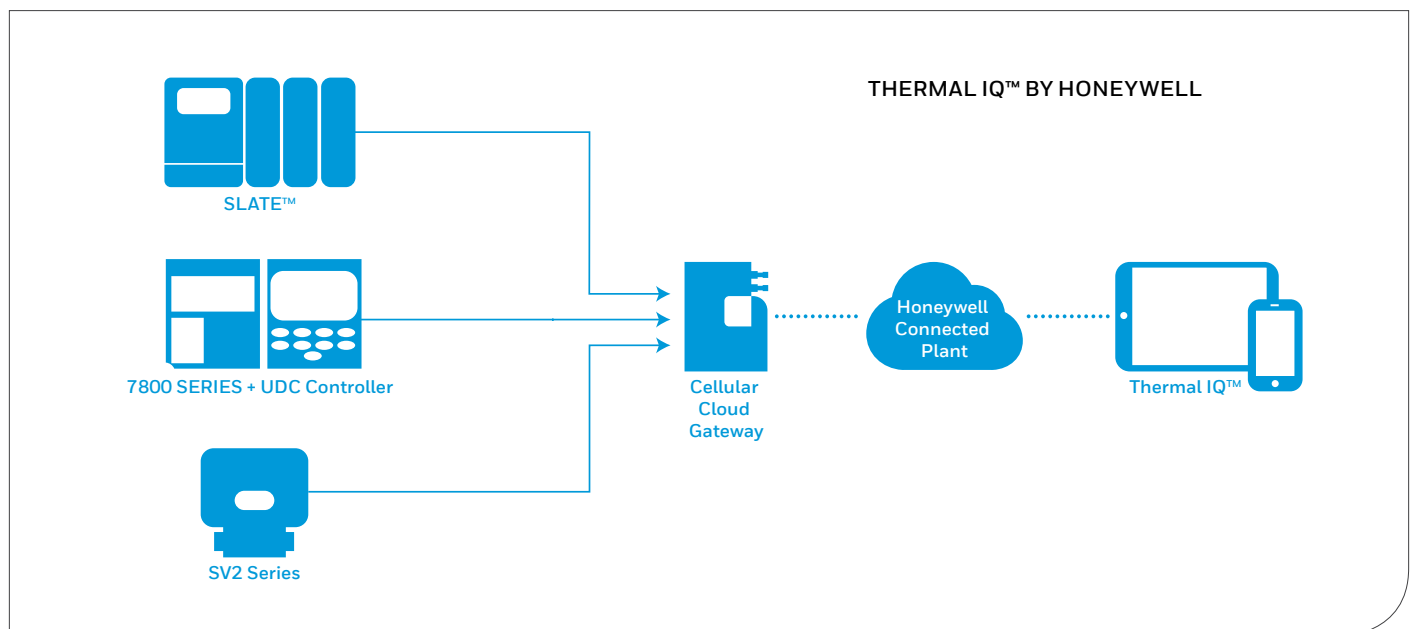 THERMAL IQ™ BY HONEYWELL
SLATE™
7800 SERIES + UDC Controller
SV2 Series
Cellular
Cloud
Gateway
Honeywell
Connected
Plant
Thermal IQ™